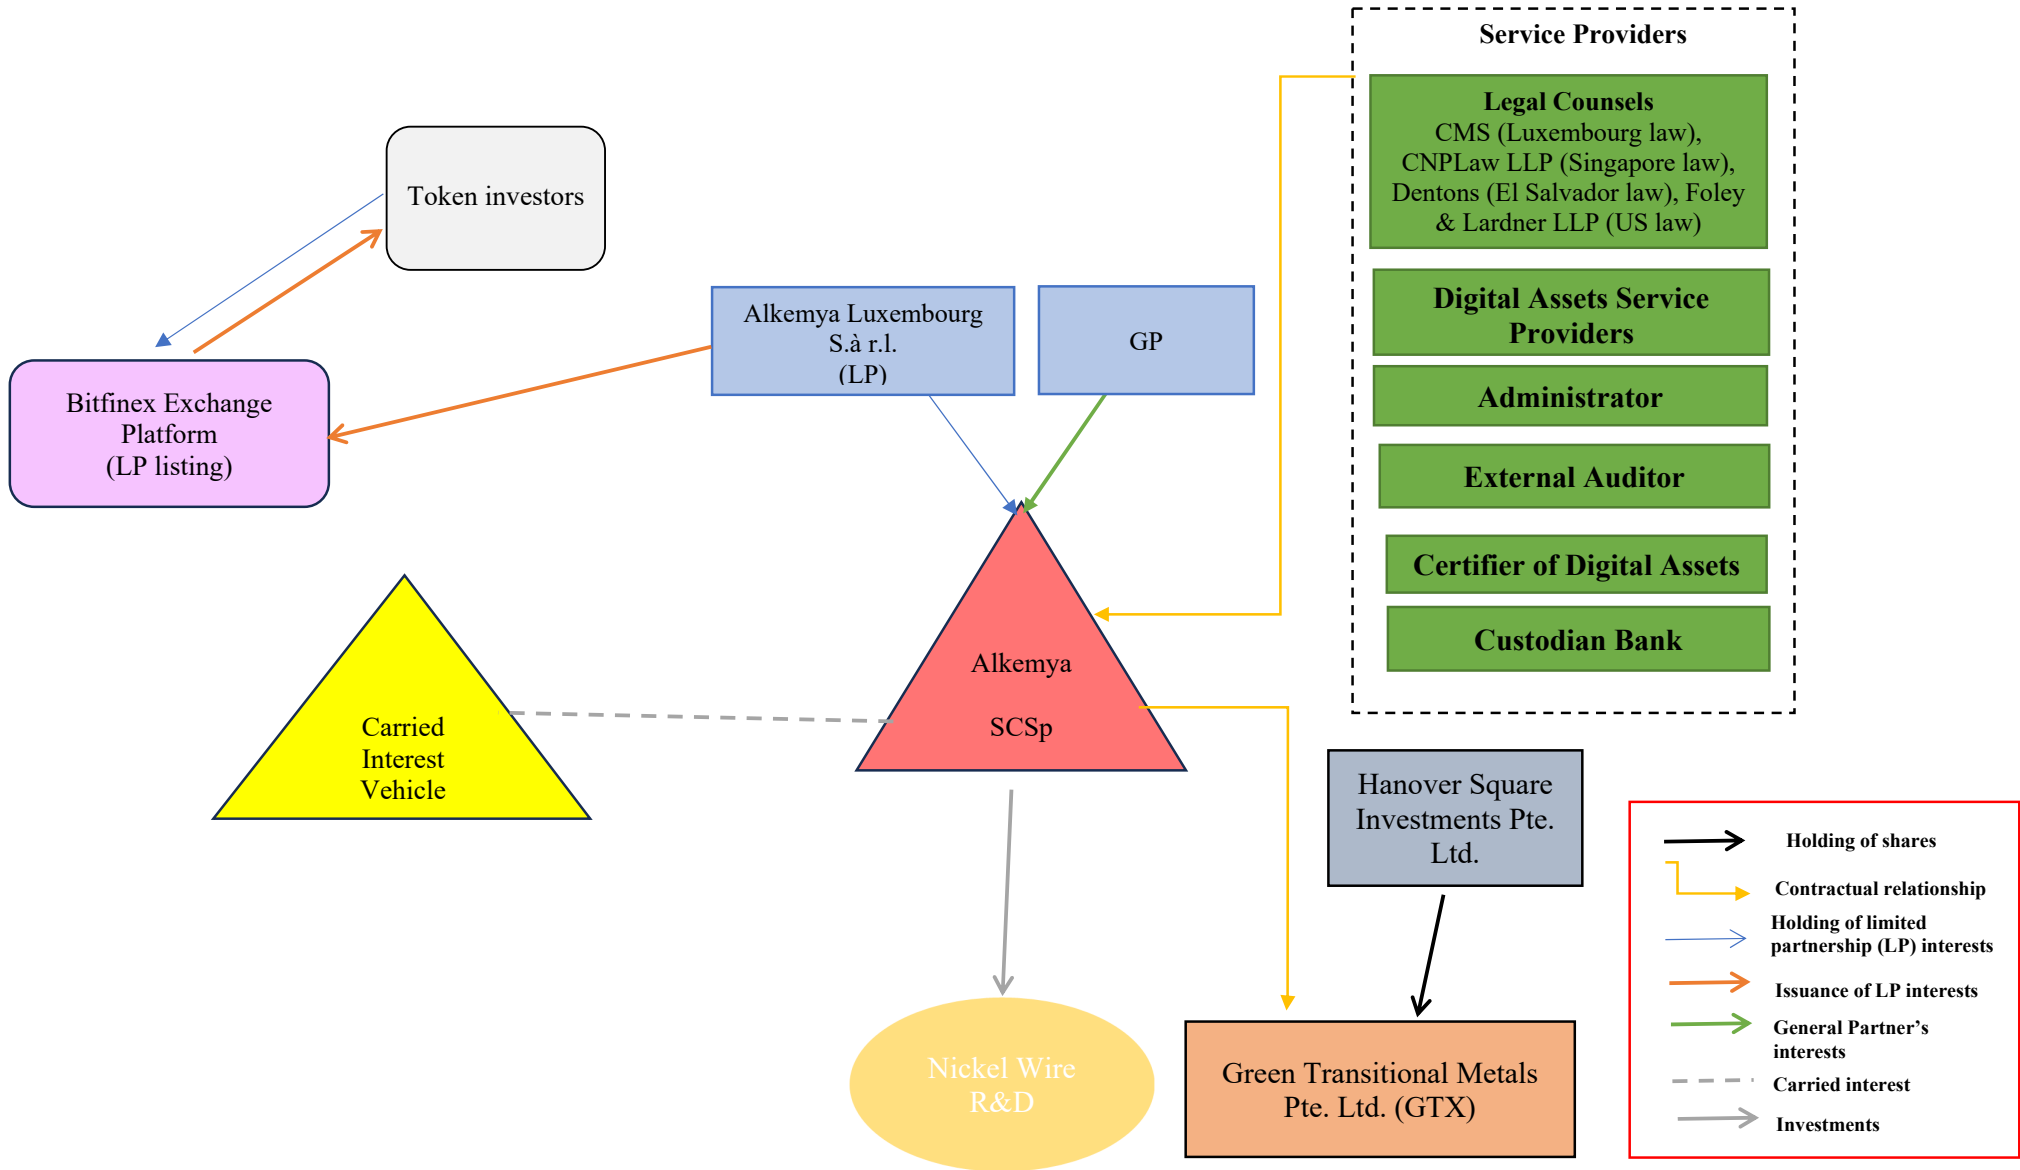 Service Providers
Legal Counsels
CMS (Luxembourg law),
CNPLaw LLP (Singapore law),
Dentons (El Salvador law), Foley
& Lardner LLP (US law)
Token investors
Digital Assets Service
Providers
Alkemya Luxembourg
S.à r.l.
(LP)
GP
Administrator
Bitfinex Exchange
Platform
(LP listing)
External Auditor
Certifier of Digital Assets
Custodian Bank
Alkemya
SCSp
Carried
Interest
Vehicle
Hanover Square
Investments Pte.
Ltd.
Nickel Wire
R&D
Green Transitional Metals
Pte. Ltd. (GTX)
Holding of shares
Contractual relationship
Holding of limited
partnership (LP) interests
Issuance of LP interests
General Partner’s
interests
Carried interest
Investments